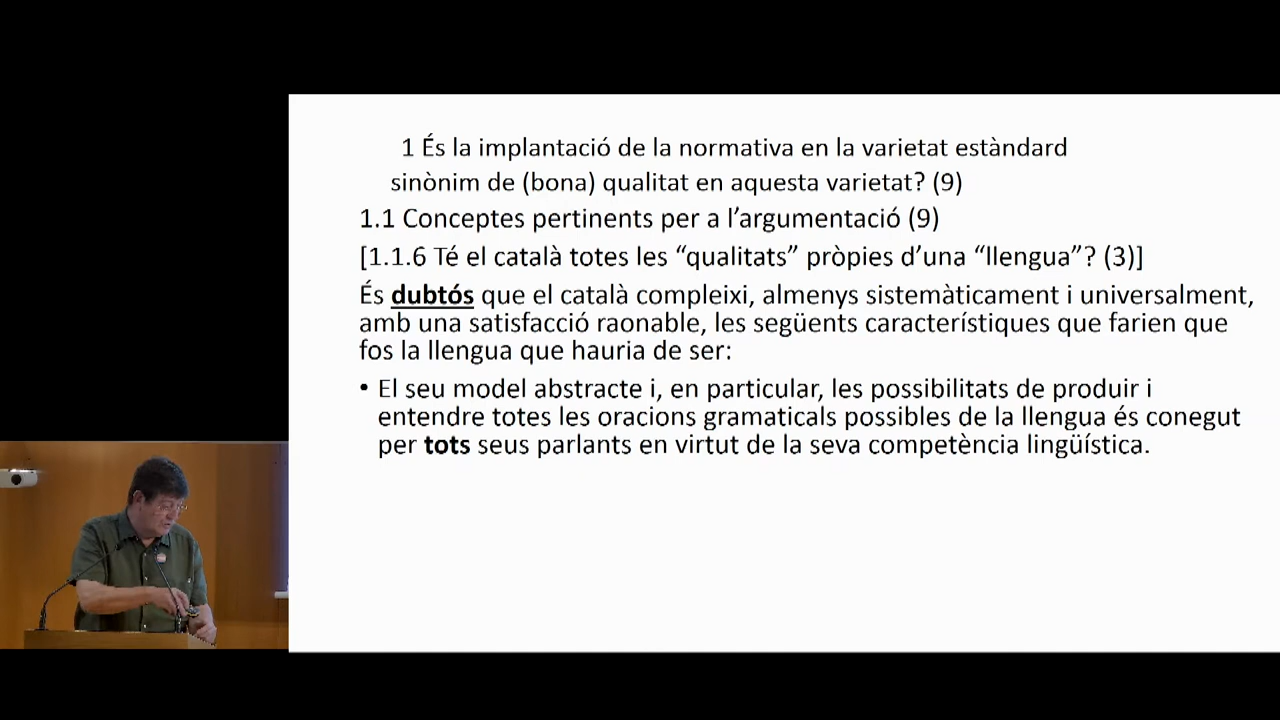 1 És la implantació de la normativa en la varietat estàndard
sinònim de (bona) qualitat en aquesta varietat? (9)
1.1 Conceptes pertinents per a l’argumentació (9)
[1.1.6 Té el català totes les “qualitats” pròpies d’una “llengua”? (3)]
És dubtós que el català compleixi, almenys sistemàticament i universalment,
amb una satisfacció raonable, les següents característiques que farien que
fos la llengua que hauria de ser:
• El seu model abstracte i, en particular, les possibilitats de produir i
entendre totes les oracions gramaticals possibles de la llengua és conegut
per tots seus parlants en virtut de la seva competència lingüística.